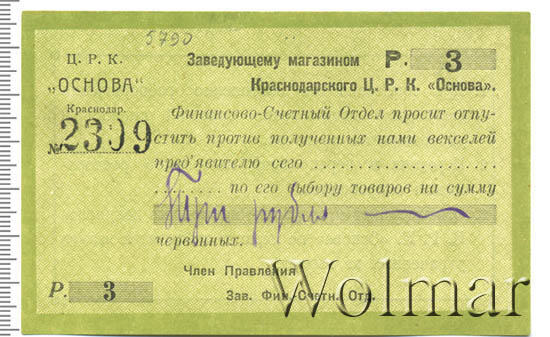 5790
Ц. Р. К.
„ОСНОВА“
Краснодар.
№ 2309
Заведующему магазином Р. 3
Краснодарского Ц. Р. К. «Основа».
Финансово-Счетный Отдел просит отпу-
стить против полученных нами векселей
пред'явителю сего ....................
......... по его выбору товаров на сумму
Три рубля
червонных.
Член Правления
Р. 3
Зав. Фин.-Счетн. Отд.
Wolmar